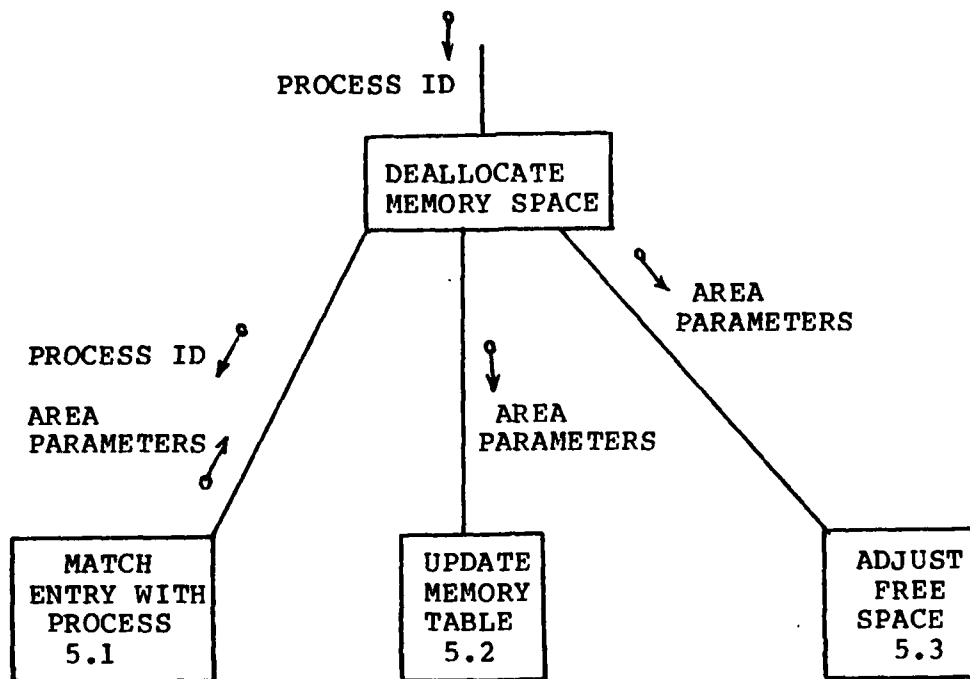 PROCESS ID
DEALLOCATE
MEMORY SPACE
AREA
PARAMETERS
PROCESS ID
AREA
PARAMETERS
AREA
PARAMETERS
MATCH
ENTRY WITH
PROCESS
5.1
UPDATE
MEMORY
TABLE
5.2
ADJUST
FREE
SPACE
5.3